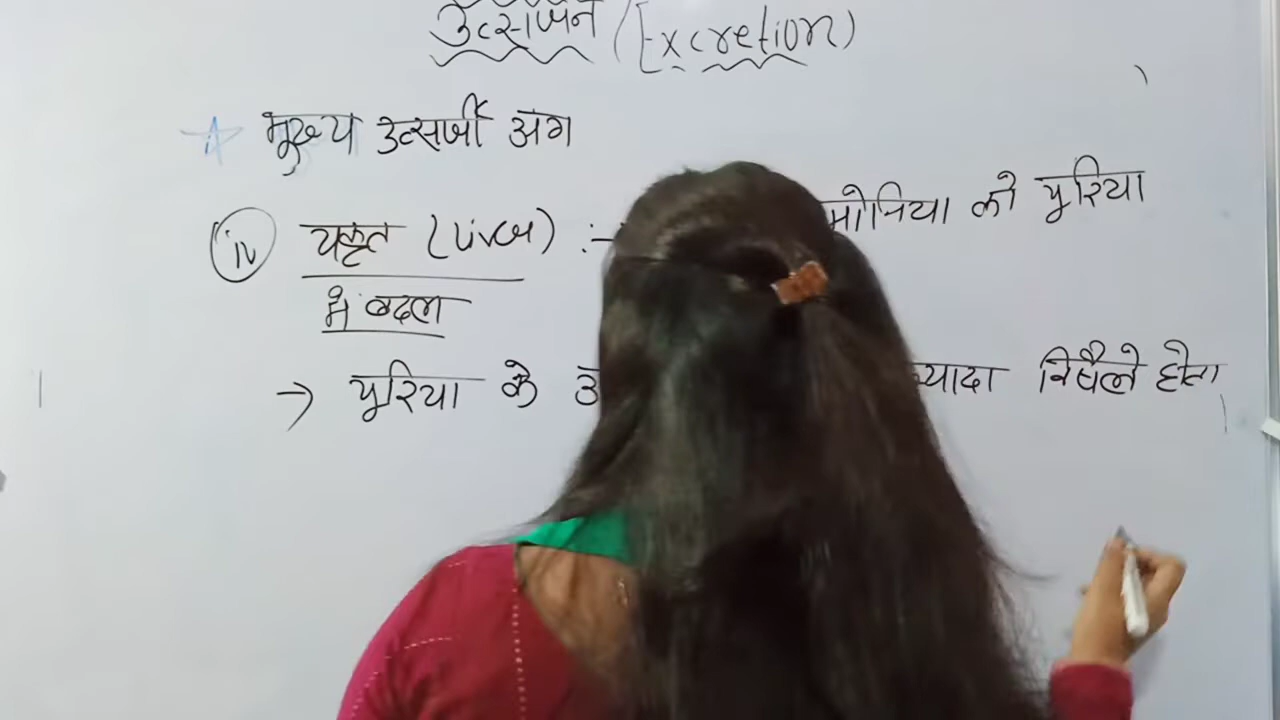 उत्सर्जन (Excretion)
मुख्य उत्सर्जी अंग
(iv) यकृत (Liver) :- मोनिया को यूरिया
में बदल
→ यूरिया के उ ज्यादा विषैले होता